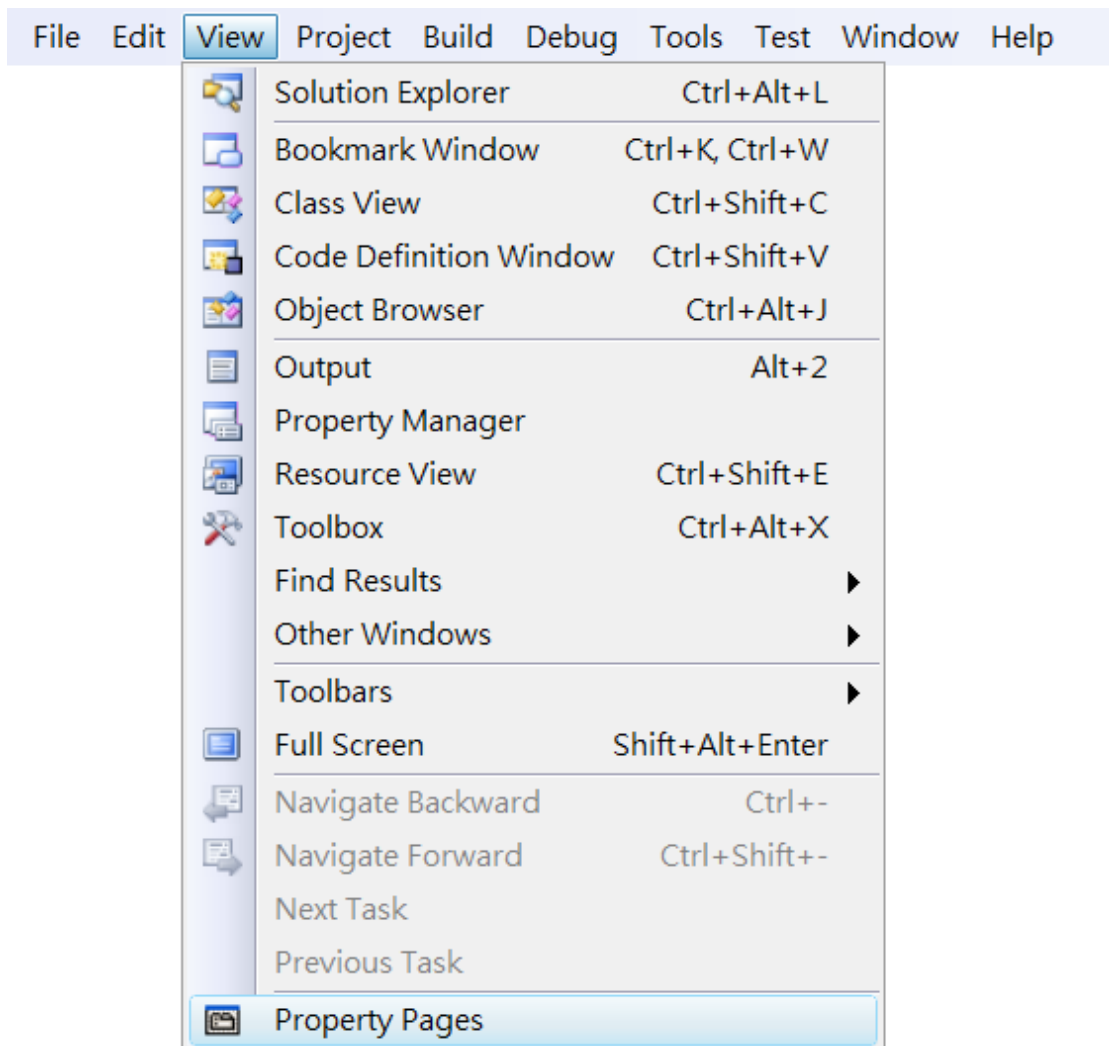 File Edit View Project Build Debug Tools Test Window Help
Solution Explorer Ctrl+Alt+L
Bookmark Window Ctrl+K, Ctrl+W
Class View Ctrl+Shift+C
Code Definition Window Ctrl+Shift+V
Object Browser Ctrl+Alt+J
Output Alt+2
Property Manager
Resource View Ctrl+Shift+E
Toolbox Ctrl+Alt+X
Find Results
Other Windows
Toolbars
Full Screen Shift+Alt+Enter
Navigate Backward Ctrl+-
Navigate Forward Ctrl+Shift+-
Next Task
Previous Task
Property Pages